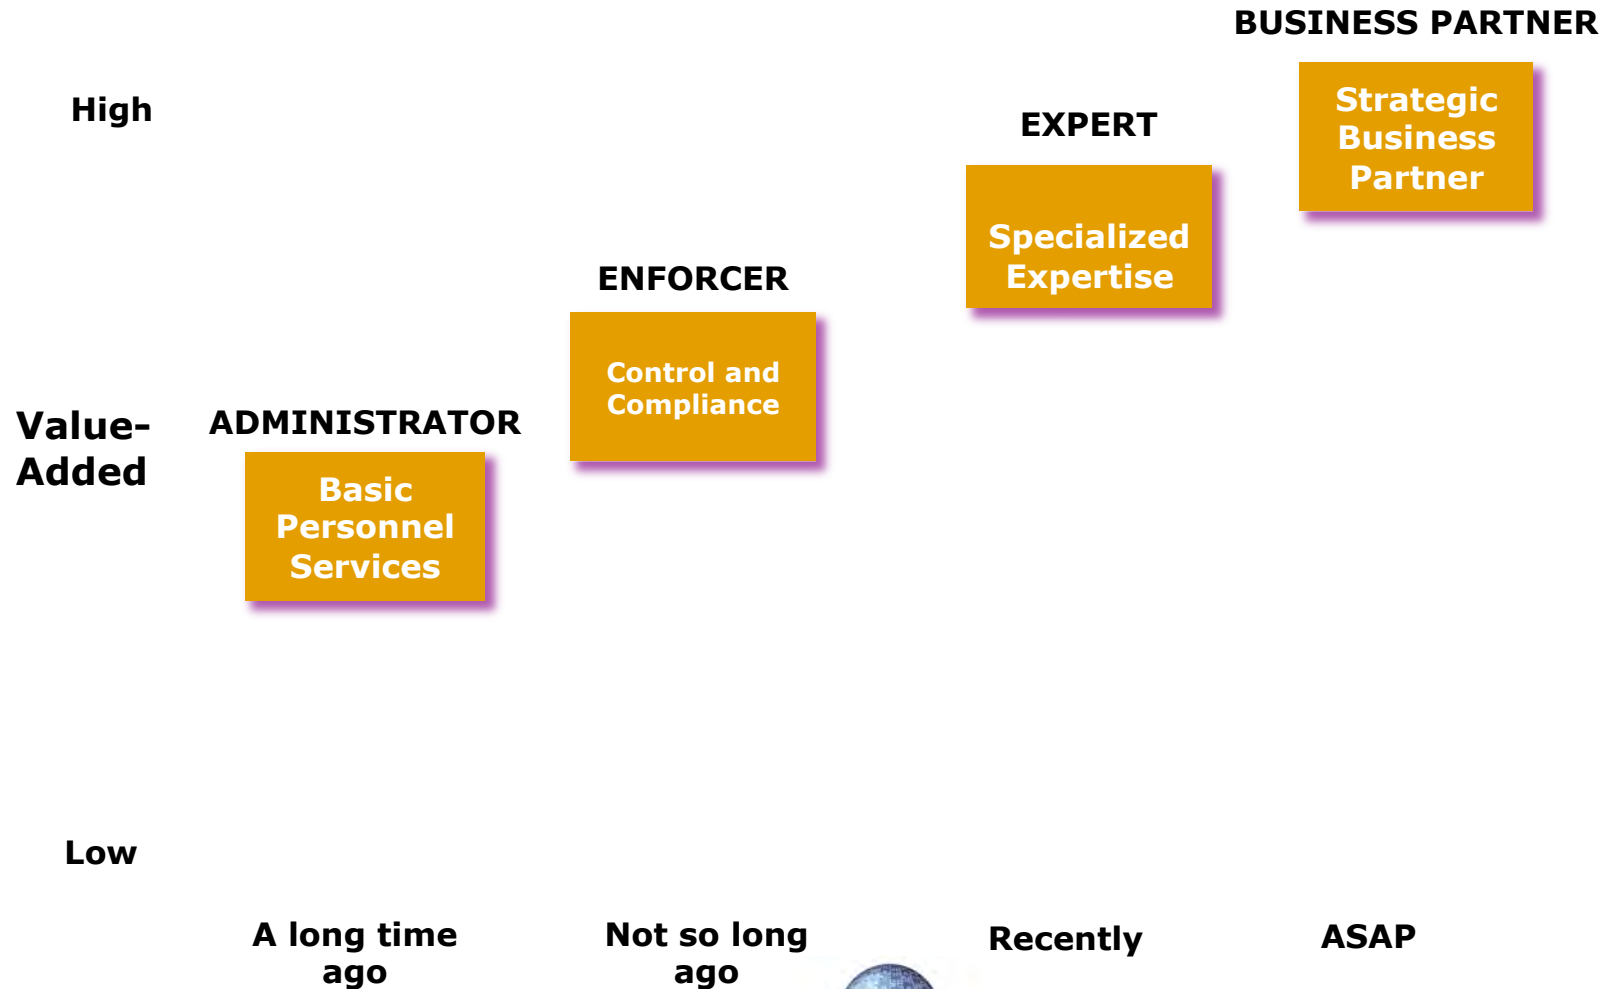 BUSINESS PARTNER
High
EXPERT
Strategic
Business
Partner
Specialized
Expertise
ENFORCER
Control and
Compliance
Value-
Added
ADMINISTRATOR
Basic
Personnel
Services
Low
A long time
ago
Not so long
ago
Recently
ASAP